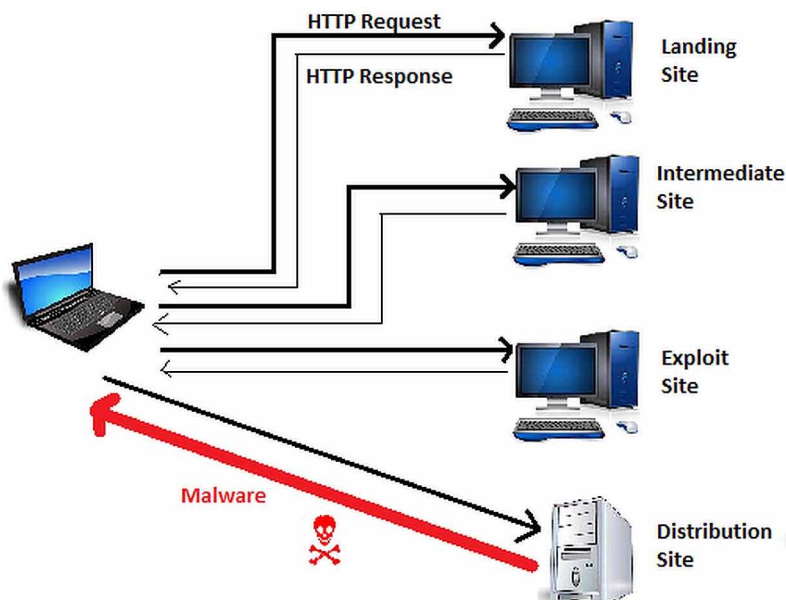 HTTP Request
HTTP Response
Landing
Site
Intermediate
Site
Exploit
Site
Malware
Distribution
Site